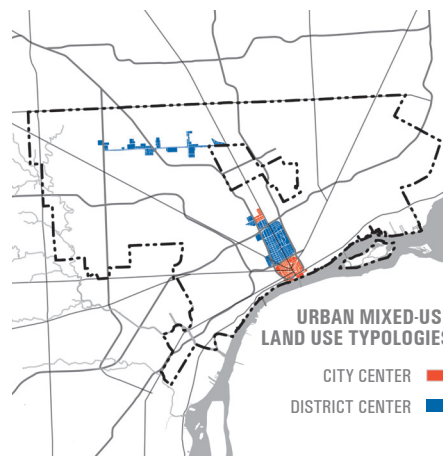 URBAN MIXED-US
LAND USE TYPOLOGIES
CITY CENTER
DISTRICT CENTER